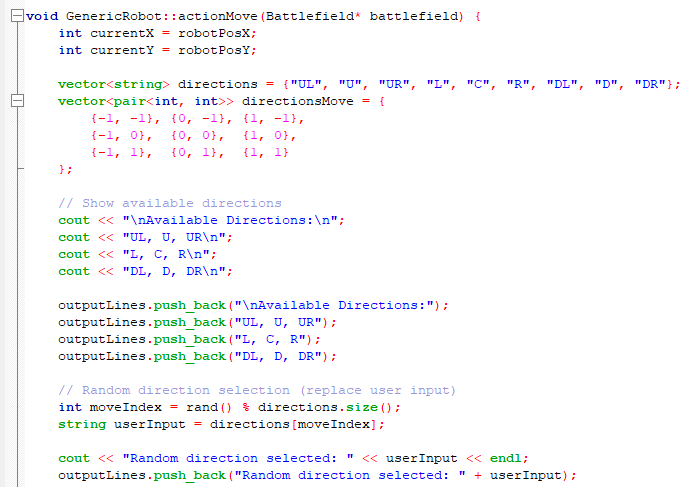 void GenericRobot::actionMove(Battlefield* battlefield) {
    int currentX = robotPosX;
    int currentY = robotPosY;

    vector<string> directions = {"UL", "U", "UR", "L", "C", "R", "DL", "D", "DR"};
    vector<pair<int, int>> directionsMove = {
        {-1, -1}, {0, -1}, {1, -1},
        {-1, 0}, {0, 0}, {1, 0},
        {-1, 1}, {0, 1}, {1, 1}
    };

    // Show available directions
    cout << "\nAvailable Directions:\n";
    cout << "UL, U, UR\n";
    cout << "L, C, R\n";
    cout << "DL, D, DR\n";

    outputLines.push_back("\nAvailable Directions:");
    outputLines.push_back("UL, U, UR");
    outputLines.push_back("L, C, R");
    outputLines.push_back("DL, D, DR");

    // Random direction selection (replace user input)
    int moveIndex = rand() % directions.size();
    string userInput = directions[moveIndex];

    cout << "Random direction selected: " << userInput << endl;
    outputLines.push_back("Random direction selected: " + userInput);